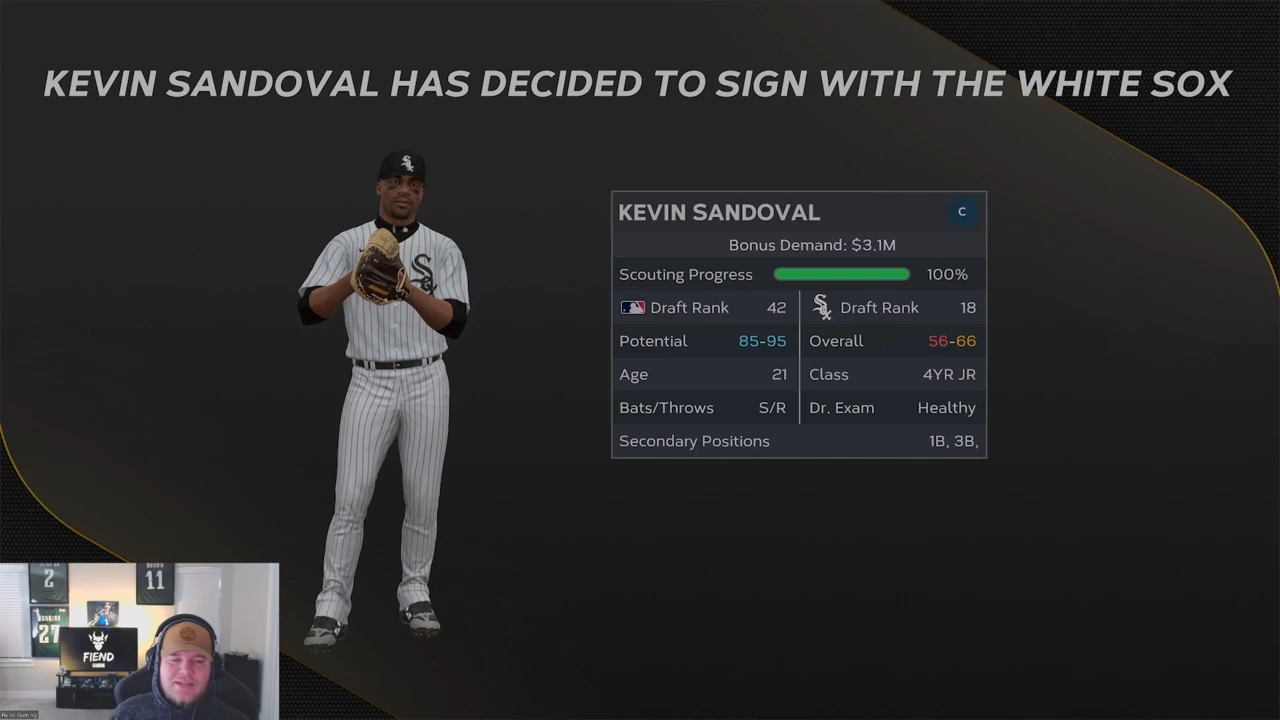 KEVIN SANDOVAL HAS DECIDED TO SIGN WITH THE WHITE SOX
KEVIN SANDOVAL C
Bonus Demand: $3.1M
Scouting Progress 100%
Draft Rank 42 Draft Rank 18
Potential 85-95 Overall 56-66
Age 21 Class 4YR JR
Bats/Throws S/R Dr. Exam Healthy
Secondary Positions 1B, 3B,
2
11
27
FIEND
GAMING